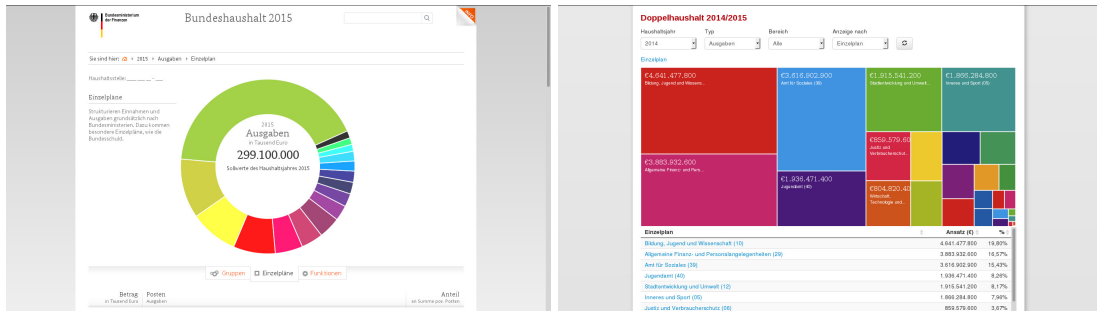 Bundesministerium
der Finanzen
Bundeshaushalt 2015
Sie sind hier: > 2015 > Ausgaben > Einzelplan
Haushaltsstelle: ____ __ _ - ___
Einzelpläne
Strukturieren Einnahmen und
Ausgaben grundsätzlich nach
Bundesministerien. Dazu kommen
besondere Einzelpläne, wie die
Bundesschuld.
2015
Ausgaben
in Tausend Euro
299.100.000
Sollwerte des Haushaltsjahres 2015
Gruppen Einzelpläne Funktionen
Betrag Posten Anteil
in Tausend Euro Ausgaben an Summe pos. Posten
Doppelhaushalt 2014/2015
Haushaltsjahr Typ Bereich Anzeige nach
2014 Ausgaben Alle Einzelplan
Einzelplan
€4.641.477.800
Bildung, Jugend und Wissens...
€3.616.902.900
Amt für Soziales (39)
€1.915.541.200
Stadtentwicklung und Umwelt...
€1.866.284.800
Inneres und Sport (05)
€859.579.60
Justiz und
Verbraucherschut...
€3.883.932.600
Allgemeine Finanz- und Pers...
€1.936.471.400
Jugendamt (40)
€804.820.40
Wirtschaft
Technologie und...
Einzelplan Ansatz (€) %
Bildung, Jugend und Wissenschaft (10) 4.641.477.800 19,80%
Allgemeine Finanz- und Personalangelegenheiten (29) 3.883.932.600 16,57%
Amt für Soziales (39) 3.616.902.900 15,43%
Jugendamt (40) 1.936.471.400 8,26%
Stadtentwicklung und Umwelt (12) 1.915.541.200 8,17%
Inneres und Sport (05) 1.866.284.800 7,96%
Justiz und Verbraucherschutz (06) 859.579.600 3,67%